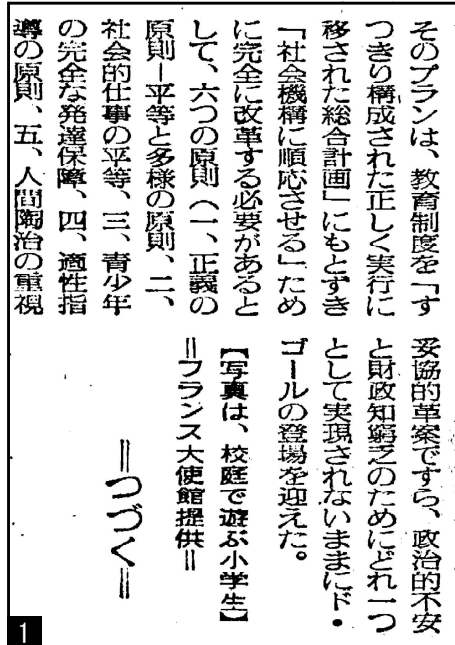 そのプランは、教育制度を「す
つきり構成された正しく実行に
移された総合計画」にもとずき
「社会機構に順応させる」ため
に完全に改革する必要があると
して、六つの原則（一、正義の
原則ー平等と多様の原則、二、
社会的仕事の平等、三、青少年
の完全な発達保障、四、適性指
導の原則、五、人間陶治の重視
妥協的革案ですら、政治的不安
と財政知窮乏のためにどれ一つ
として実現されないままにド・
ゴールの登場を迎えた。
【写真は、校庭で遊ぶ小学生】
＝フランス大使館提供＝
＝つづく＝
1